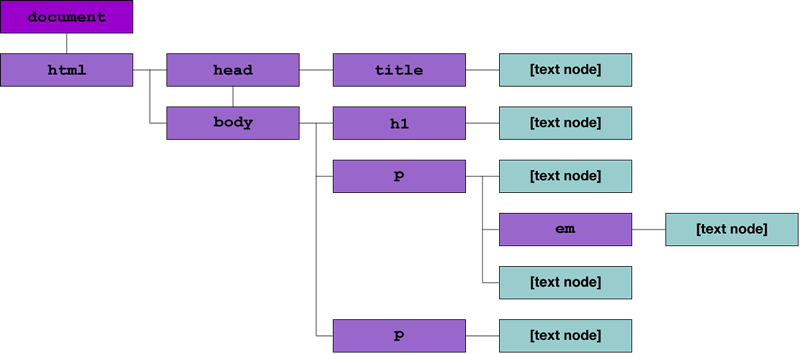 document
html
head
title
[text node]
body
h1
[text node]
p
[text node]
em
[text node]
[text node]
p
[text node]